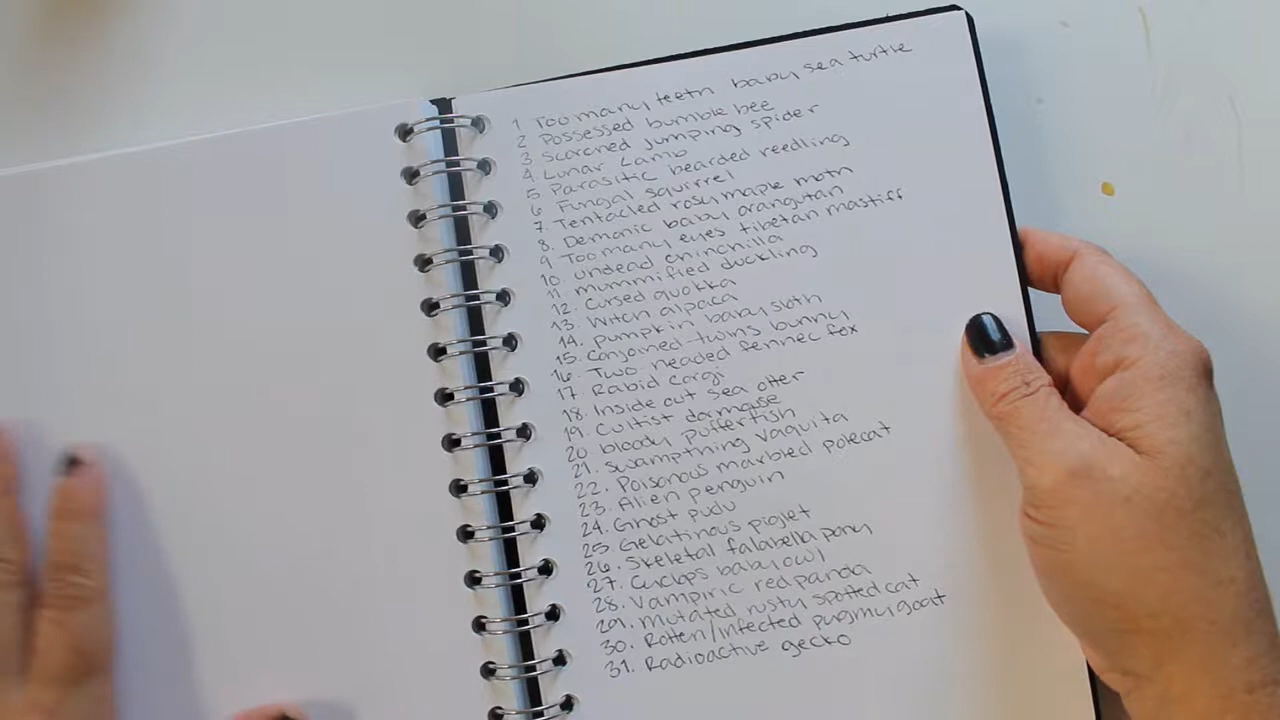 1 Too many teeth baby sea turtle
2 Possessed bumble bee
3. Scarened jumping spider
4. Lunar Lamb
5 Parasitic bearded reedling
6 Fungal squirrel
7. Tentacled rosy maple moth
8. Demonic baby orangutan
9 Too many eyes tibetan mastiff
10. undead chinchilla
11. mummified duckling
12. Cursed quokka
13. Witch alpaca
14. pumpkin baby sloth
15. Conjoined-twins bunny
16. Two headed fennec fox
17 Rabid corgi
18. Inside out sea otter
19. Cultist dormouse
20 bloody pufferfish
21. swampthing vaquita
22. Poisonous marbled polecat
23. Alien penguin
24. Ghost pudu
25. Gelatinous piglet
26. Skeletal falabella pony
27. Cyclops baby owl
28. Vampiric red panda
29. mutated rusty spotted cat
30. Rotten/infected pygmy goat
31. Radioactive gecko